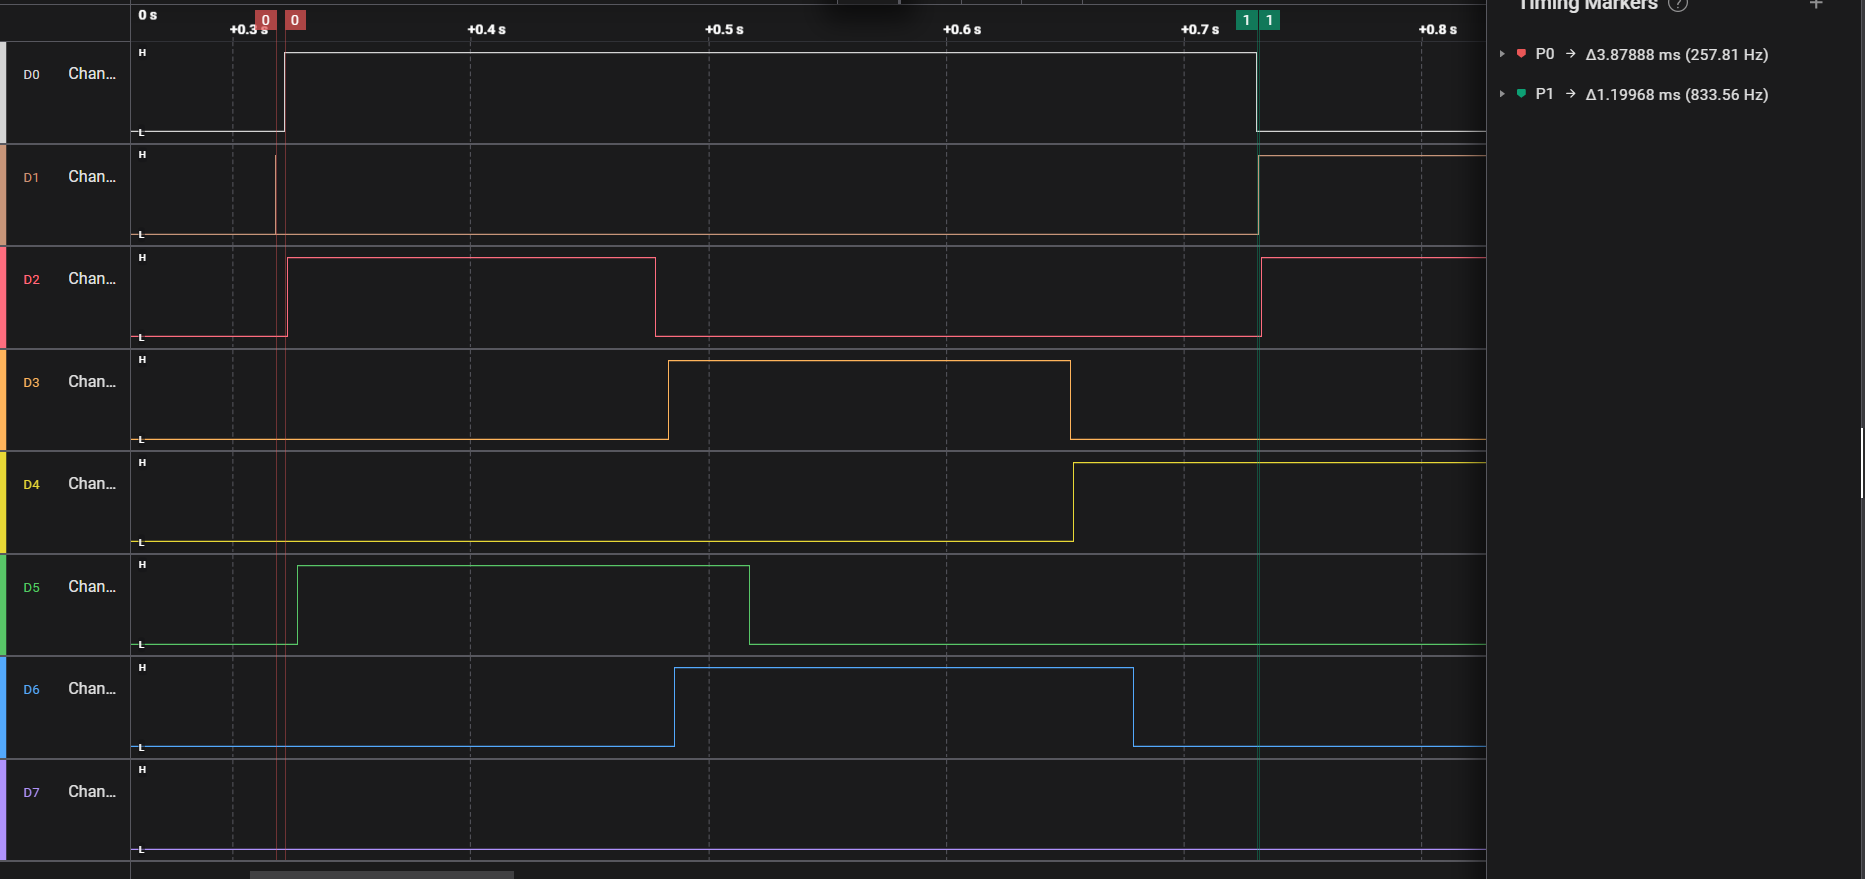 0 s
0 0 1 1
+0.3 s +0.4 s +0.5 s +0.6 s +0.7 s +0.8 s
Timing Markers ? +
P0 → Δ3.87888 ms (257.81 Hz)
P1 → Δ1.19968 ms (833.56 Hz)
H
D0 Chan...
L
H
D1 Chan...
L
H
D2 Chan...
L
H
D3 Chan...
L
H
D4 Chan...
L
H
D5 Chan...
L
H
D6 Chan...
L
H
D7 Chan...
L